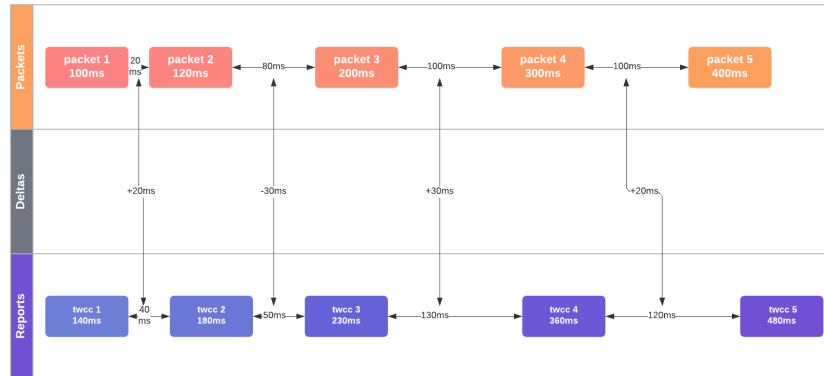 Packets
packet 1
100ms
20
ms
packet 2
120ms
80ms
packet 3
200ms
100ms
packet 4
300ms
100ms
packet 5
400ms
Deltas
+20ms
-30ms
+30ms
+20ms
Reports
twcc 1
140ms
40
ms
twcc 2
180ms
50ms
twcc 3
230ms
130ms
twcc 4
360ms
120ms
twcc 5
480ms